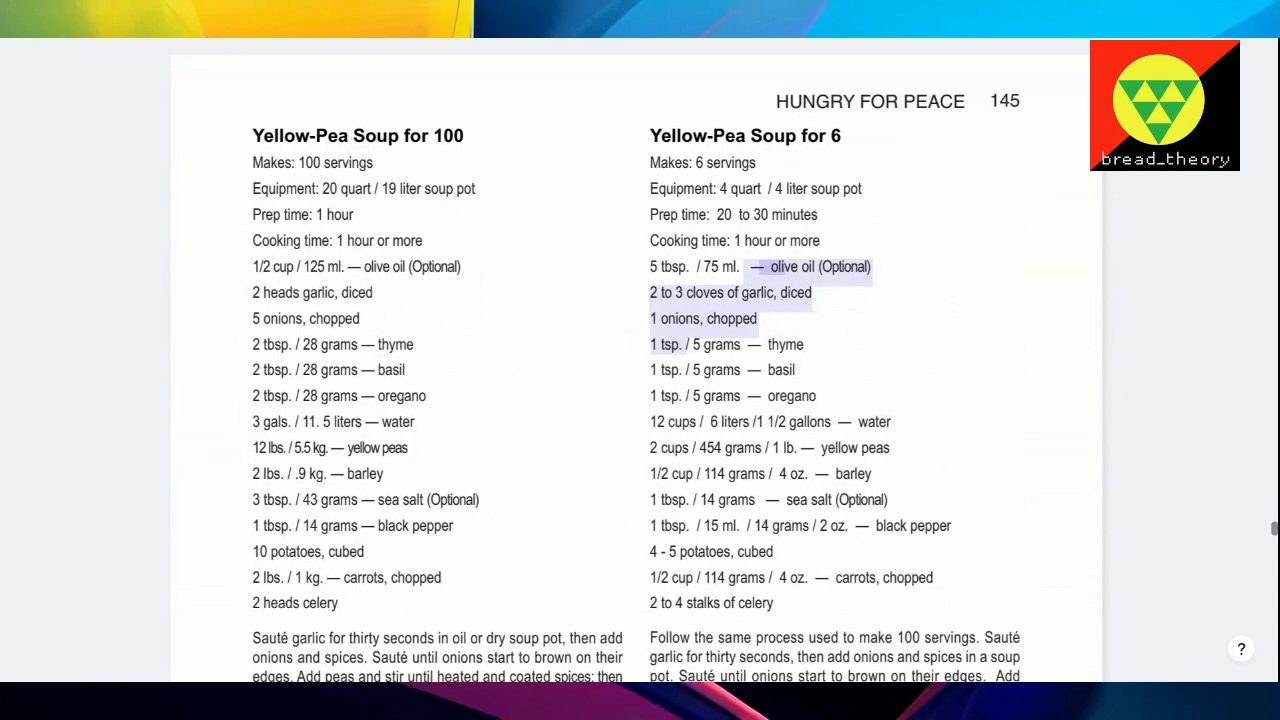 HUNGRY FOR PEACE 145
bread_theory
Yellow-Pea Soup for 100
Makes: 100 servings
Equipment: 20 quart / 19 liter soup pot
Prep time: 1 hour
Cooking time: 1 hour or more
1/2 cup / 125 ml. — olive oil (Optional)
2 heads garlic, diced
5 onions, chopped
2 tbsp. / 28 grams — thyme
2 tbsp. / 28 grams — basil
2 tbsp. / 28 grams — oregano
3 gals. / 11. 5 liters — water
12 lbs. / 5.5 kg. — yellow peas
2 lbs. / .9 kg. — barley
3 tbsp. / 43 grams — sea salt (Optional)
1 tbsp. / 14 grams — black pepper
10 potatoes, cubed
2 lbs. / 1 kg. — carrots, chopped
2 heads celery
Sauté garlic for thirty seconds in oil or dry soup pot, then add
onions and spices. Sauté until onions start to brown on their
edges. Add peas and stir until heated and coated spices; then
Yellow-Pea Soup for 6
Makes: 6 servings
Equipment: 4 quart / 4 liter soup pot
Prep time: 20 to 30 minutes
Cooking time: 1 hour or more
5 tbsp. / 75 ml. — olive oil (Optional)
2 to 3 cloves of garlic, diced
1 onions, chopped
1 tsp. / 5 grams — thyme
1 tsp. / 5 grams — basil
1 tsp. / 5 grams — oregano
12 cups / 6 liters /1 1/2 gallons — water
2 cups / 454 grams / 1 lb. — yellow peas
1/2 cup / 114 grams / 4 oz. — barley
1 tbsp. / 14 grams — sea salt (Optional)
1 tbsp. / 15 ml. / 14 grams / 2 oz. — black pepper
4 - 5 potatoes, cubed
1/2 cup / 114 grams / 4 oz. — carrots, chopped
2 to 4 stalks of celery
Follow the same process used to make 100 servings. Sauté
garlic for thirty seconds, then add onions and spices in a soup
pot. Sauté until onions start to brown on their edges. Add
?